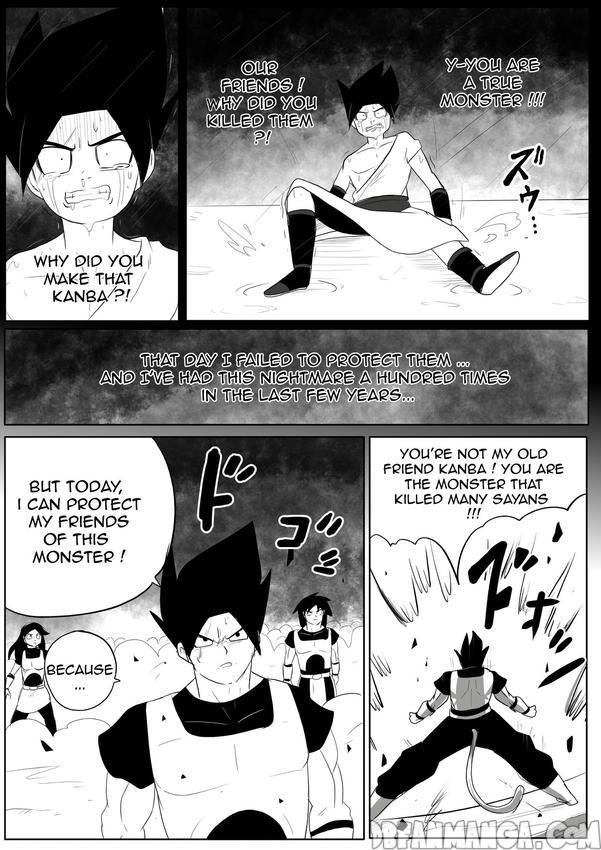 WHY DID YOU
MAKE THAT
KANBA ?!
OUR
FRIENDS !
WHY DID YOU
KILLED THEM
?!
Y-YOU ARE
A TRUE
MONSTER !!!
ズゥ...
THAT DAY I FAILED TO PROTECT THEM ...
AND I'VE HAD THIS NIGHTMARE A HUNDRED TIMES
IN THE LAST FEW YEARS...
BUT TODAY,
I CAN PROTECT
MY FRIENDS
OF THIS
MONSTER !
BECAUSE
...
ドゴ
YOU'RE NOT MY OLD
FRIEND KANBA ! YOU ARE
THE MONSTER THAT
KILLED MANY SAYANS
!!!
DBFANMANGA.COM